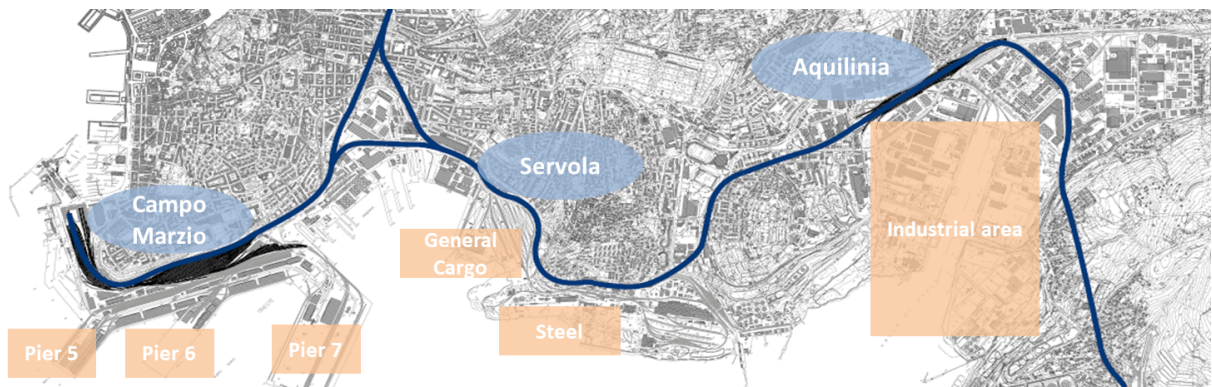 Aquilinia
Servola
Campo
Marzio
General
Cargo
Industrial area
Steel
Pier 5
Pier 6
Pier 7